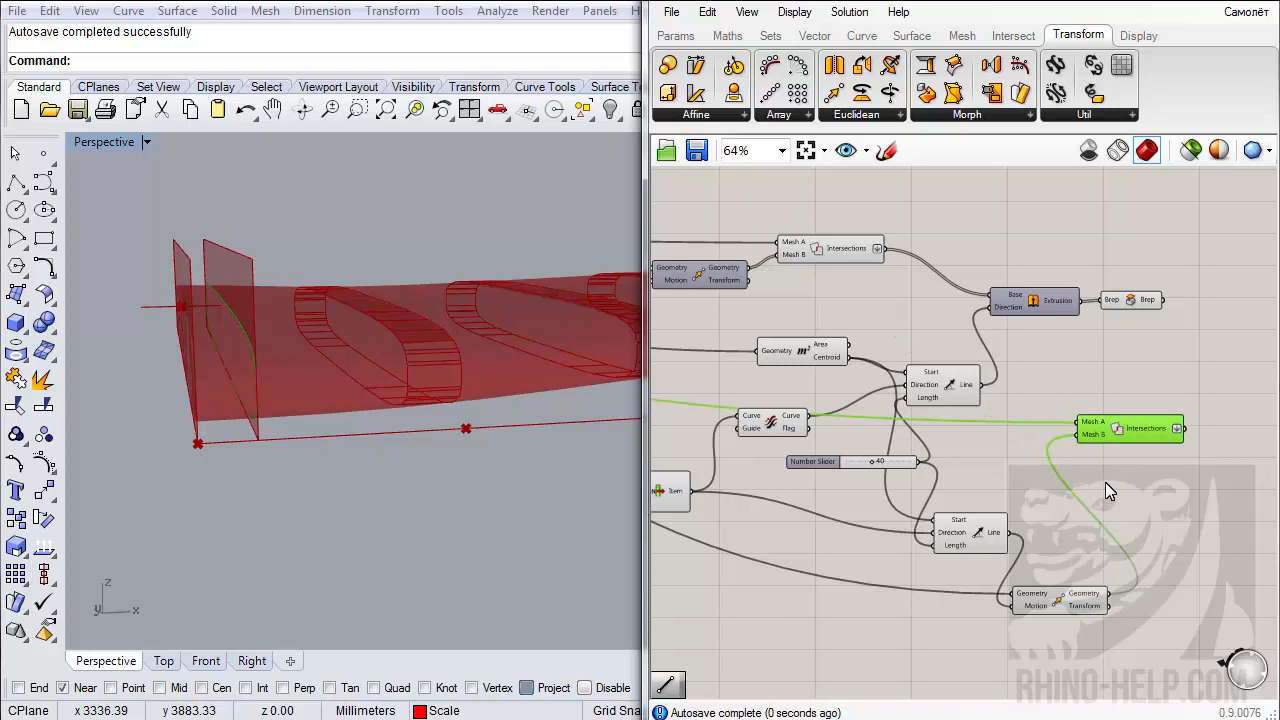 File Edit View Curve Surface Solid Mesh Dimension Transform Tools Analyze Render Panels
Autosave completed successfully
Command:
Standard CPlanes Set View Display Select Viewport Layout Visibility Transform Curve Tools Surface To
Perspective
z
y x
Perspective Top Front Right
End Near Point Mid Cen Int Perp Tan Quad Knot Vertex Project Disable
CPlane x 3336.39 y 3883.33 z 0.00 Millimeters Scale Grid Sna
File Edit View Display Solution Help Самолёт
Params Maths Sets Vector Curve Surface Mesh Intersect Transform Display
Affine Array Euclidean Morph Util
64%
Mesh A
Mesh B
Intersections
Geometry
Motion
Geometry
Transform
Base
Direction
Extrusion
Brep Brep
Geometry
Area
Centroid
Start
Direction
Length
Line
Curve
Guide
Curve
Flag
Mesh A
Mesh B
Intersections
Number Slider 40
Item
Start
Direction
Length
Line
Geometry
Motion
Geometry
Transform
RHINO-HELP.COM
Autosave complete (0 seconds ago) 0.9.0076